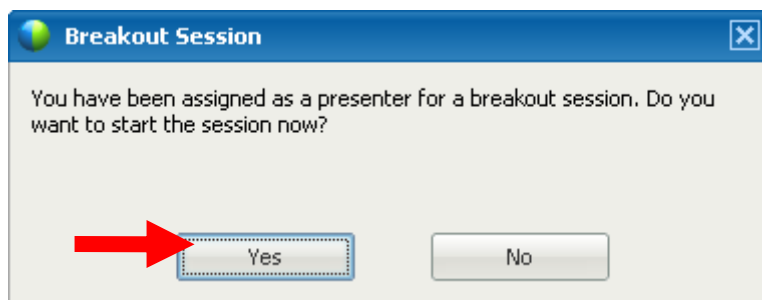 Breakout Session
You have been assigned as a presenter for a breakout session. Do you
want to start the session now?
Yes No